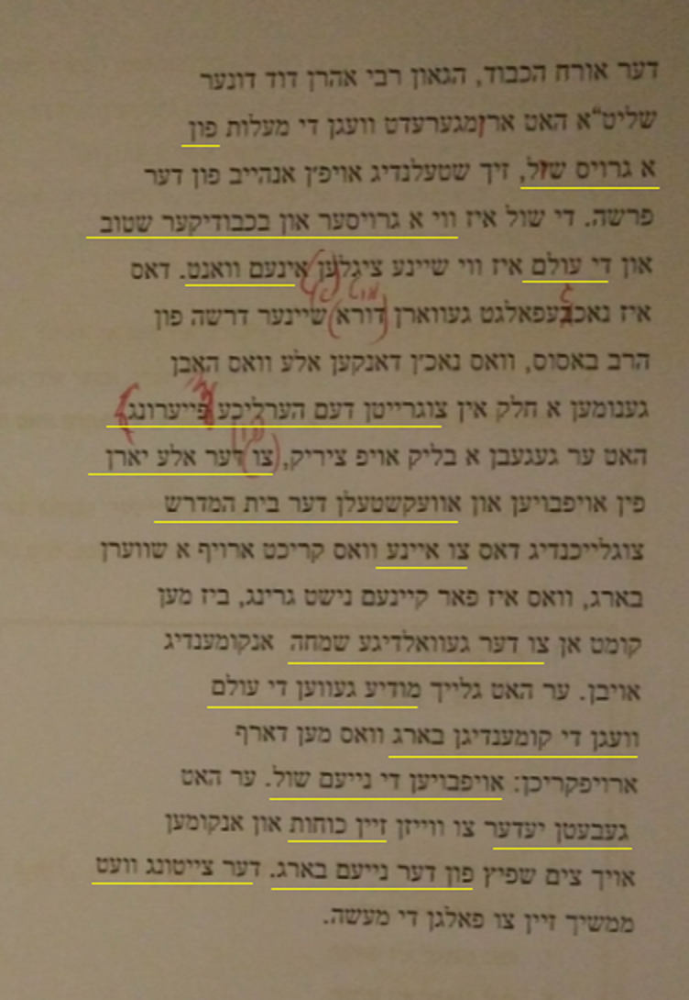 דער אורח הכבוד, הגאון רבי אהרן דוד דונער
שליט"א האט ארומגערעדט וועגן די מעלות פון
א גרויס שול, זיך שטעלנדיג אויפ'ן אנהייב פון דער
פרשה. די שול איז ווי א גרויסער און בכבודיקער שטוב
און די עולם איז ווי שיינע ציגלען אינעם וואנט. דאס
איז נאכגעפאלגט געווארן דורא שיינער דרשה פון
הרב באסוס, וואס נאכ'ן דאנקען אלע וואס האבן
גענומען א חלק אין צוגרייטן דעם הערליכע פייערונג
האט ער געגעבן א בליק אויפ ציריק, צו דער אלע יארן
פין אויפבויען און אוועקשטעלן דער בית המדרש
צוגלייכנדיג דאס צו איינע וואס קריכט ארויף א שווערן
בארג, וואס איז פאר קיינעם נישט גרינג, ביז מען
קומט אן צו דער געוואלדיגע שמחה אנקומענדיג
אויבן. ער האט גלייך מודיע געווען די עולם
וועגן די קומענדיגן בארג וואס מען דארף
ארויפקריכן: אויפבויען די נייעם שול. ער האט
געבעטן יעדער צו ווייזן זיין כוחות און אנקומען
אויך צים שפיץ פון דער נייעם בארג. דער צייטונג וועט
ממשיך זיין צו פאלגן די מעשה.